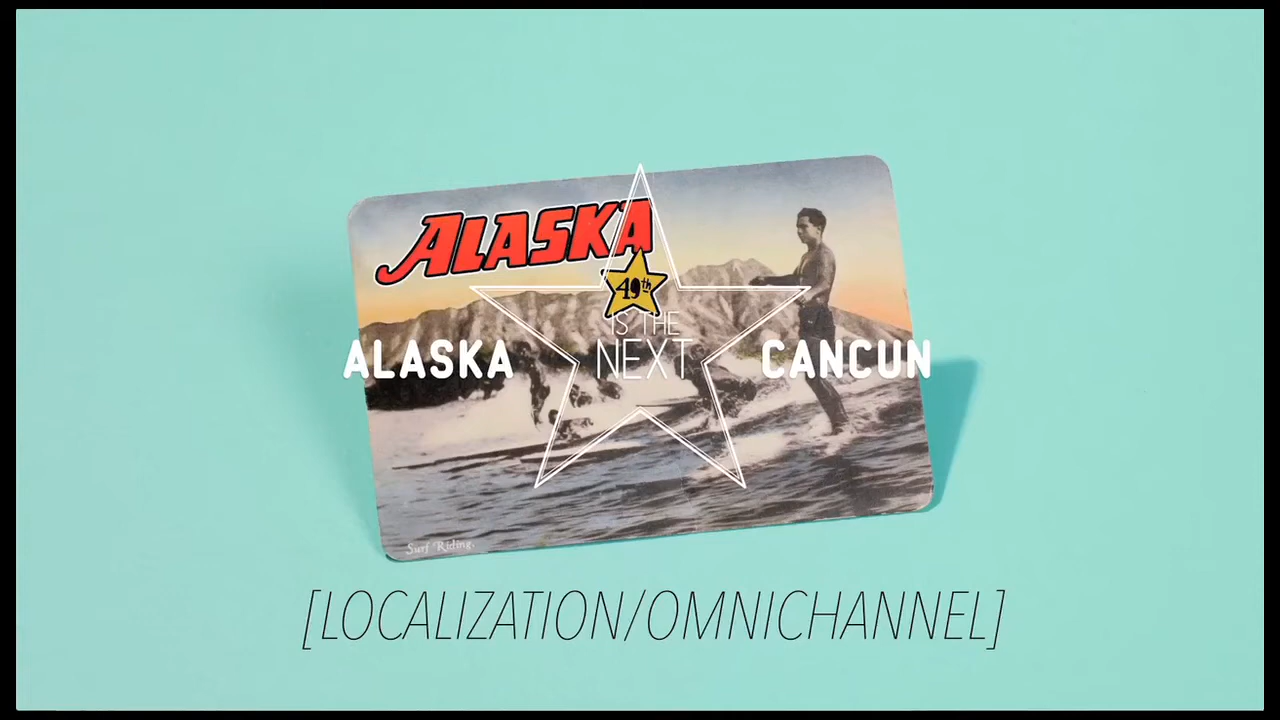 ALASKA
49th
IS THE
ALASKA NEXT CANCUN
Surf Riding.
[LOCALIZATION/OMNICHANNEL]